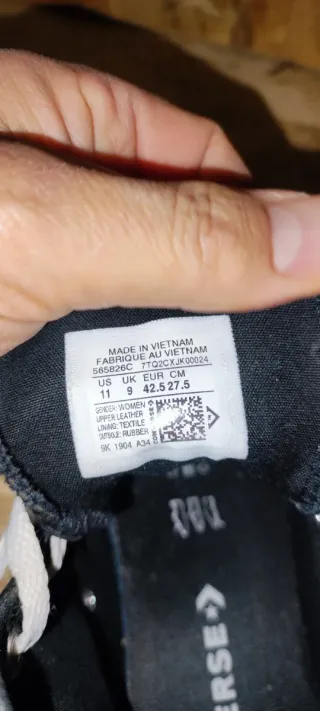 MADE IN VIETNAM
FABRIQUE AU VIETNAM
565826C 7TQ2CXJK00024
US UK EUR CM
11 9 42.5 27.5
GENDER: WOMEN
UPPER: LEATHER
LINING: TEXTILE
OUTSOLE: RUBBER
9K 1904 A34
ERSE